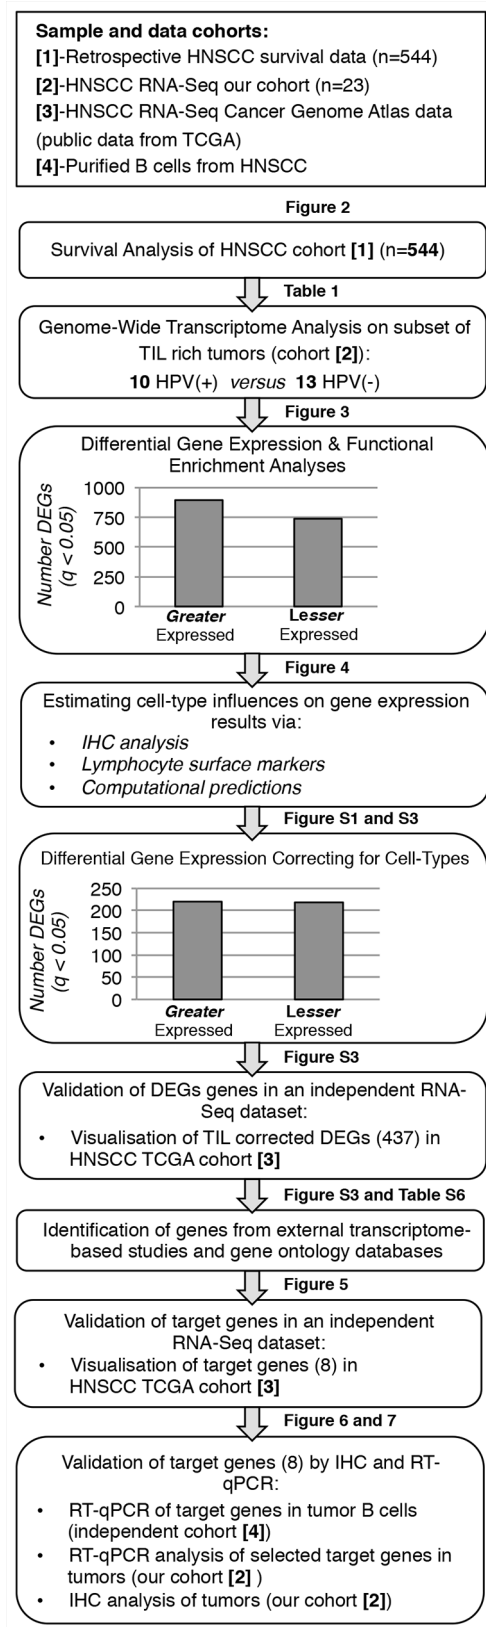 Sample and data cohorts:
[1]-Retrospective HNSCC survival data (n=544)
[2]-HNSCC RNA-Seq our cohort (n=23)
[3]-HNSCC RNA-Seq Cancer Genome Atlas data
(public data from TCGA)
[4]-Purified B cells from HNSCC
Figure 2
Survival Analysis of HNSCC cohort [1] (n=544)
Table 1
Genome-Wide Transcriptome Analysis on subset of
TIL rich tumors (cohort [2]):
10 HPV(+) versus 13 HPV(-)
Figure 3
Differential Gene Expression & Functional
Enrichment Analyses
Number DEGs
(q < 0.05)
1000
750
500
250
0
Greater
Expressed
Lesser
Expressed
Figure 4
Estimating cell-type influences on gene expression
results via:
• IHC analysis
• Lymphocyte surface markers
• Computational predictions
Figure S1 and S3
Differential Gene Expression Correcting for Cell-Types
Number DEGs
(q < 0.05)
250
200
150
100
50
0
Greater
Expressed
Lesser
Expressed
Figure S3
Validation of DEGs genes in an independent RNA-
Seq dataset:
• Visualisation of TIL corrected DEGs (437) in
HNSCC TCGA cohort [3]
Figure S3 and Table S6
Identification of genes from external transcriptome-
based studies and gene ontology databases
Figure 5
Validation of target genes in an independent
RNA-Seq dataset:
• Visualisation of target genes (8) in
HNSCC TCGA cohort [3]
Figure 6 and 7
Validation of target genes (8) by IHC and RT-
qPCR:
• RT-qPCR of target genes in tumor B cells
(independent cohort [4])
• RT-qPCR analysis of selected target genes in
tumors (our cohort [2] )
• IHC analysis of tumors (our cohort [2])